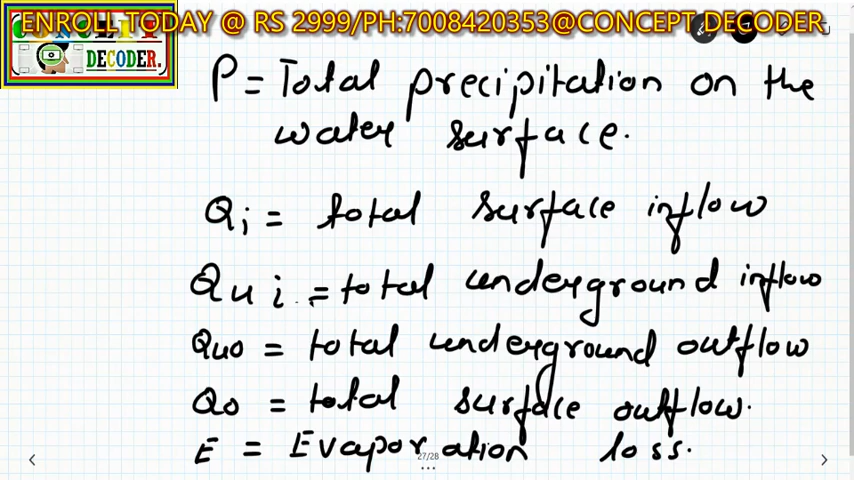 ENROLL TODAY @ RS 2999/PH:7008420353@CONCEPT DECODER
DECODER.
P = Total precipitation on the
water surface.
Qi = total surface inflow
Qui = total underground inflow
Quo = total underground outflow
Qo = total surface outflow.
E = Evaporation loss.
27/28